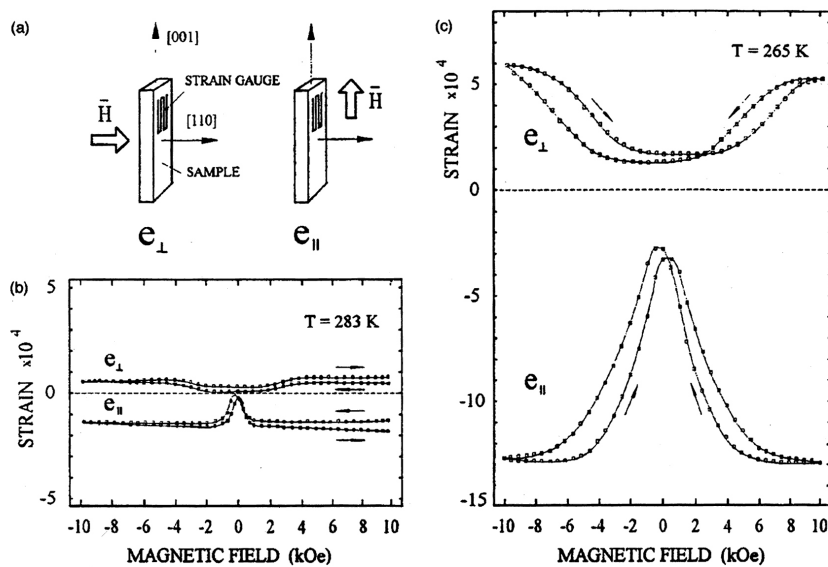 (a)
[001]
STRAIN GAUGE
H̄
[110]
SAMPLE
e⊥
H̄
e∥
(b)
5
T = 283 K
e⊥
0
e∥
-5
STRAIN ×10⁻⁴
-10 -8 -6 -4 -2 0 2 4 6 8 10
MAGNETIC FIELD (kOe)
(c)
T = 265 K
5
e⊥
0
-5
e∥
-10
-15
STRAIN ×10⁻⁴
-10 -8 -6 -4 -2 0 2 4 6 8 10
MAGNETIC FIELD (kOe)